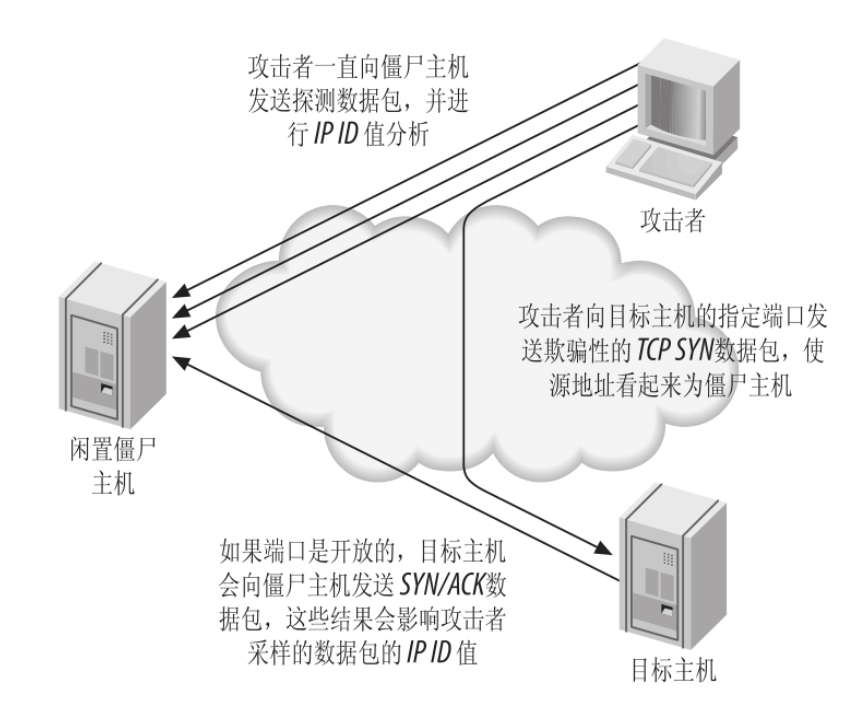 攻击者一直向僵尸主机
发送探测数据包，并进
行 IP ID 值分析
攻击者
攻击者向目标主机的指定端口发
送欺骗性的 TCP SYN数据包，使
源地址看起来为僵尸主机
闲置僵尸
主机
如果端口是开放的，目标主机
会向僵尸主机发送 SYN/ACK数
据包，这些结果会影响攻击者
采样的数据包的 IP ID 值
目标主机